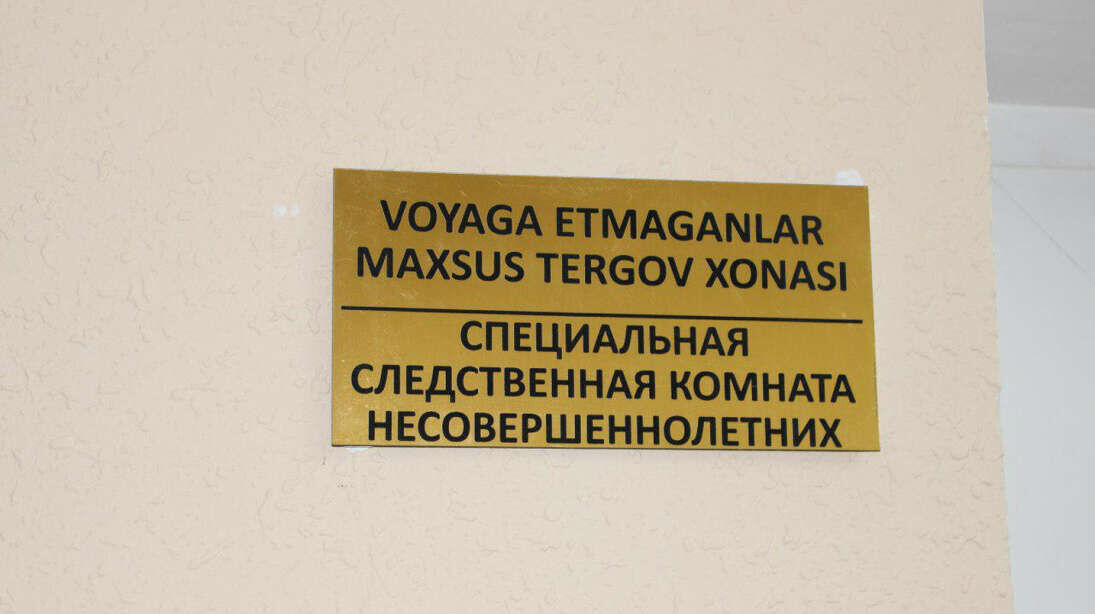 VOYAGA ETMAGANLAR
MAXSUS TERGOV XONASI
СПЕЦИАЛЬНАЯ
СЛЕДСТВЕННАЯ КОМНАТА
НЕСОВЕРШЕННОЛЕТНИХ